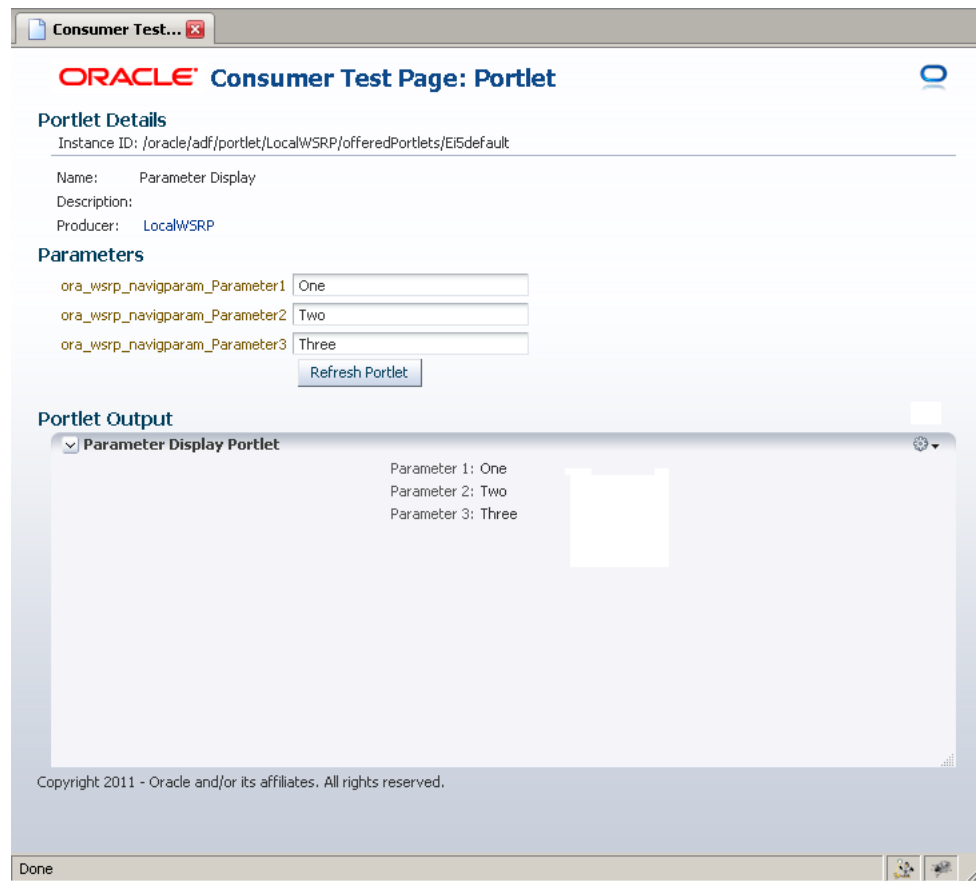 Consumer Test...
ORACLE Consumer Test Page: Portlet
Portlet Details
Instance ID: /oracle/adf/portlet/LocalWSRP/offeredPortlets/Ei5default
Name: Parameter Display
Description:
Producer: LocalWSRP
Parameters
ora_wsrp_navigparam_Parameter1 One
ora_wsrp_navigparam_Parameter2 Two
ora_wsrp_navigparam_Parameter3 Three
Refresh Portlet
Portlet Output
Parameter Display Portlet
Parameter 1: One
Parameter 2: Two
Parameter 3: Three
Copyright 2011 - Oracle and/or its affiliates. All rights reserved.
Done